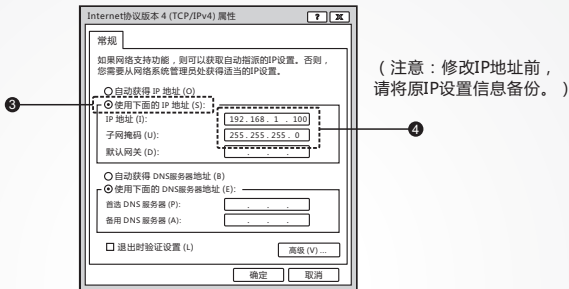 Internet协议版本 4 (TCP/IPv4) 属性
? X
常规
如果网络支持功能，则可以获取自动指派的IP设置。否则，
您需要从网络系统管理员处获得适当的IP设置。
自动获得 IP 地址 (O)
❸
使用下面的 IP 地址 (S):
IP 地址 (I): 192.168. 1 . 100
子网掩码 (U): 255.255.255. 0
❹
默认网关 (D): . . .
自动获得 DNS服务器地址 (B)
使用下面的 DNS服务器地址 (E):
首选 DNS 服务器 (P): . . .
备用 DNS 服务器 (A): . . .
退出时验证设置 (L)
高级 (V) ...
确定 取消
（注意：修改IP地址前，
请将原IP设置信息备份。）